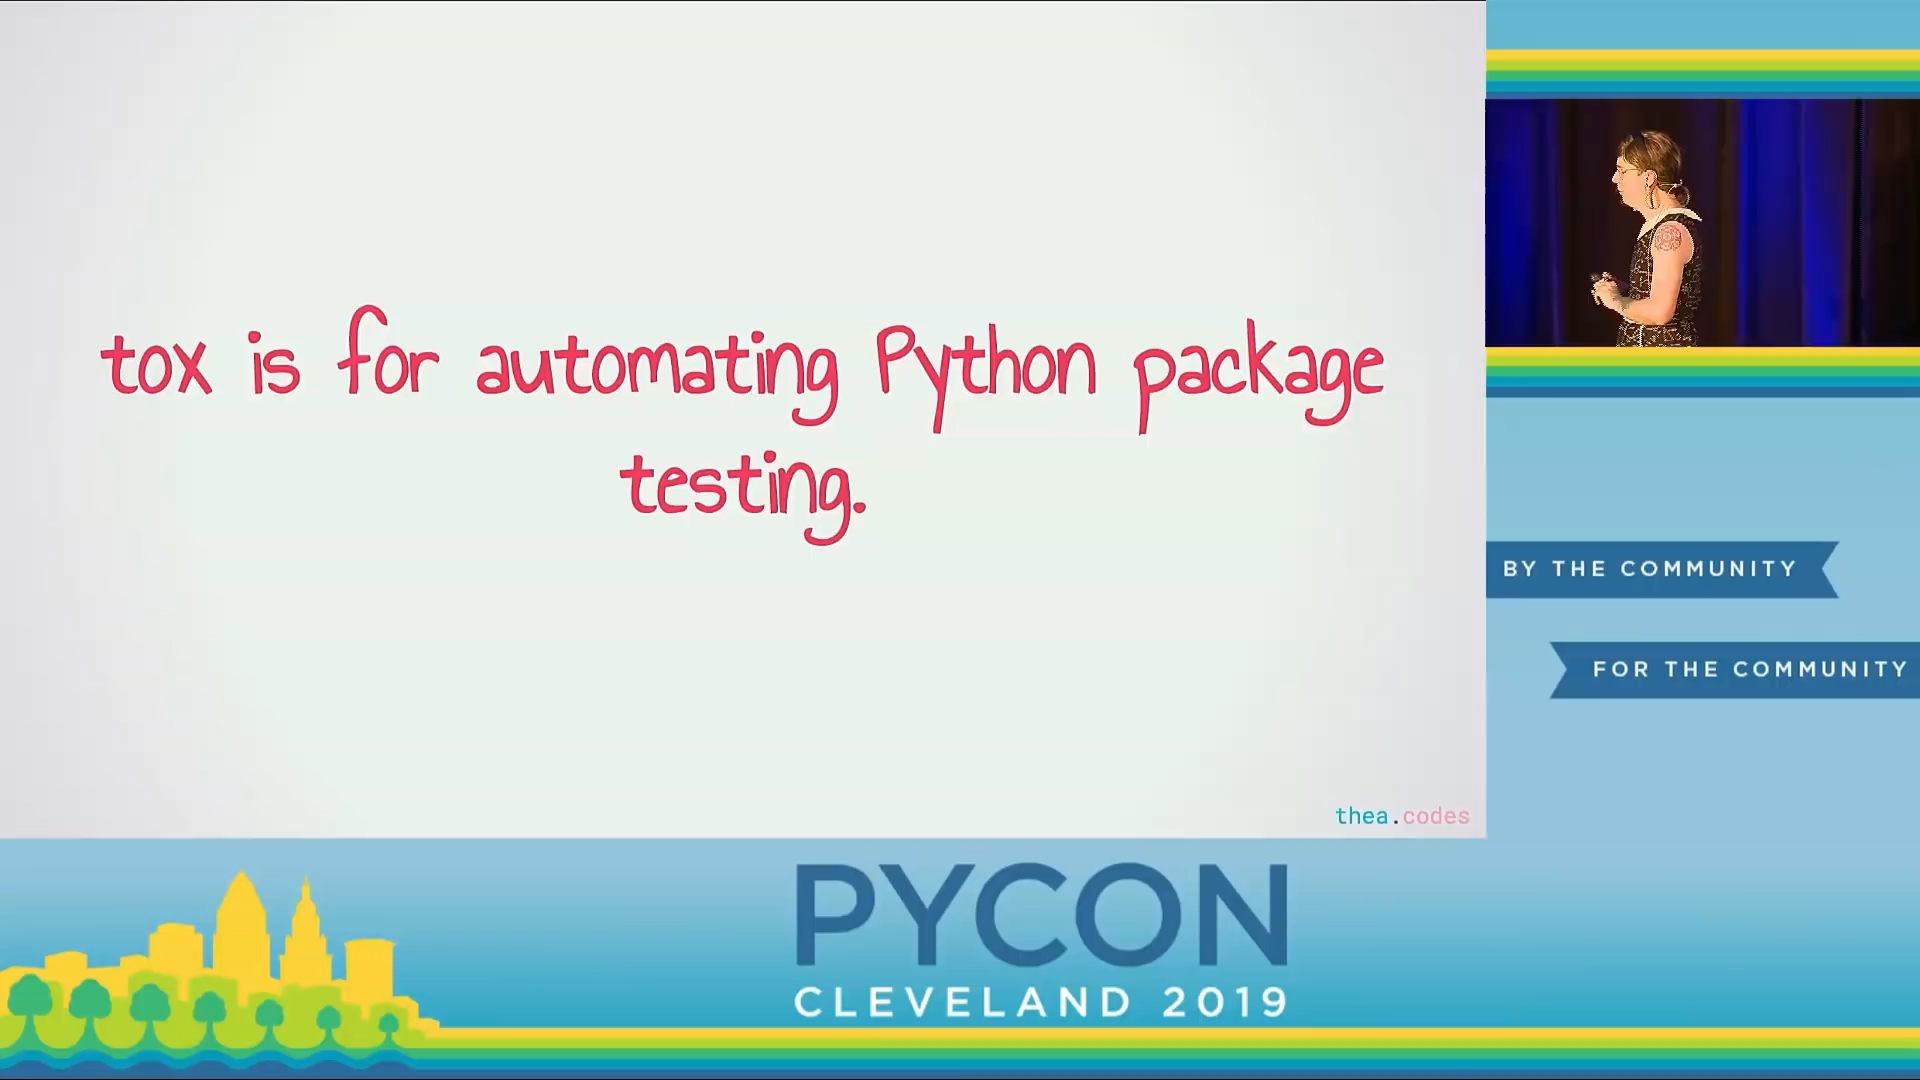 tox is for automating Python package
testing.
thea.codes
BY THE COMMUNITY
FOR THE COMMUNITY
PYCON
CLEVELAND 2019